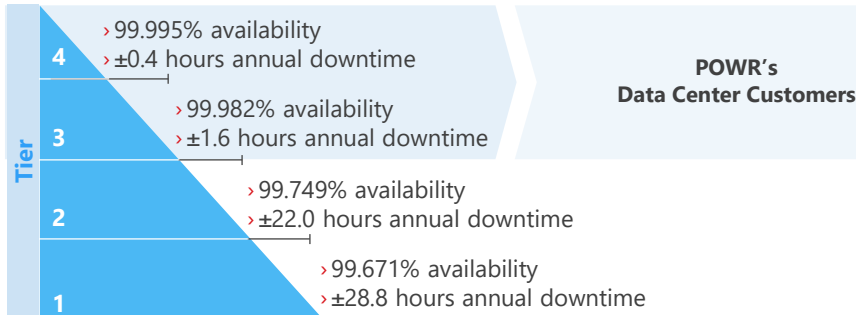 Tier
4
› 99.995% availability
› ±0.4 hours annual downtime
POWR's
Data Center Customers
3
› 99.982% availability
› ±1.6 hours annual downtime
2
› 99.749% availability
› ±22.0 hours annual downtime
1
› 99.671% availability
› ±28.8 hours annual downtime